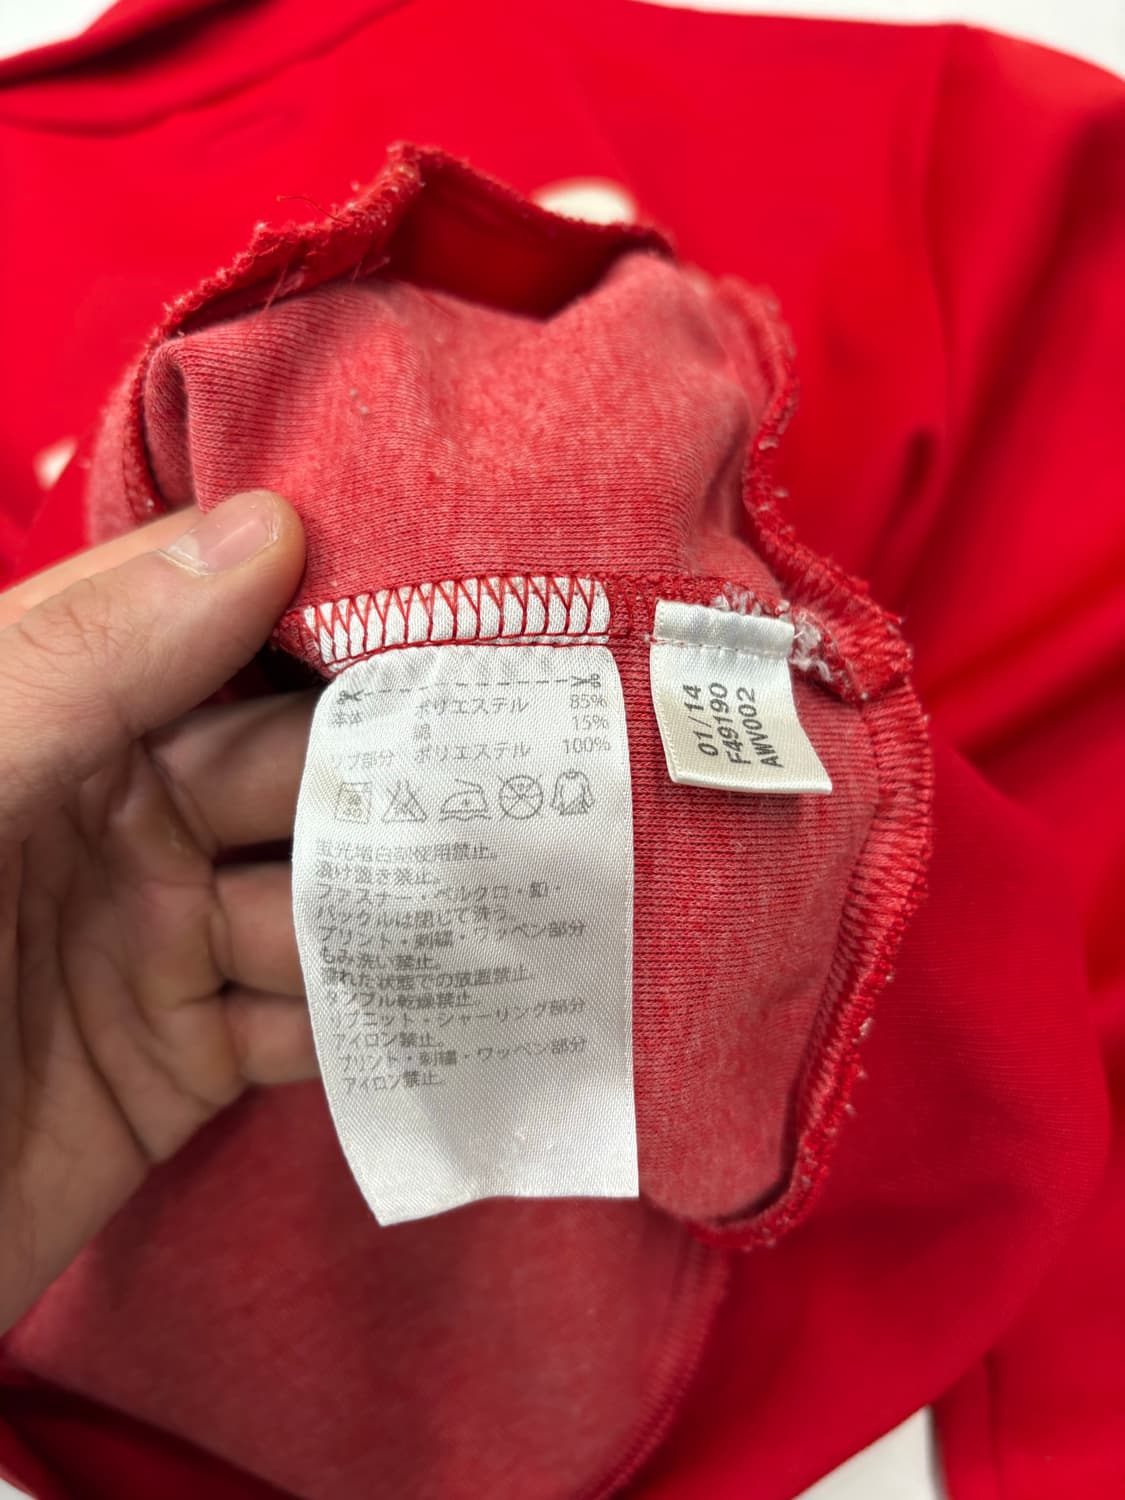 本体 ポリエステル 85%
綿 15%
リブ部分 ポリエステル 100%
蛍光増白剤使用禁止。
漬け置き禁止。
ファスナー・ベルクロ・釦・
バックルは閉じて洗う。
プリント・刺繍・ワッペン部分
もみ洗い禁止。
濡れた状態での放置禁止。
タンブル乾燥禁止。
リブニット・シャーリング部分
アイロン禁止。
プリント・刺繍・ワッペン部分
アイロン禁止。
01/14
F49190
AWV002